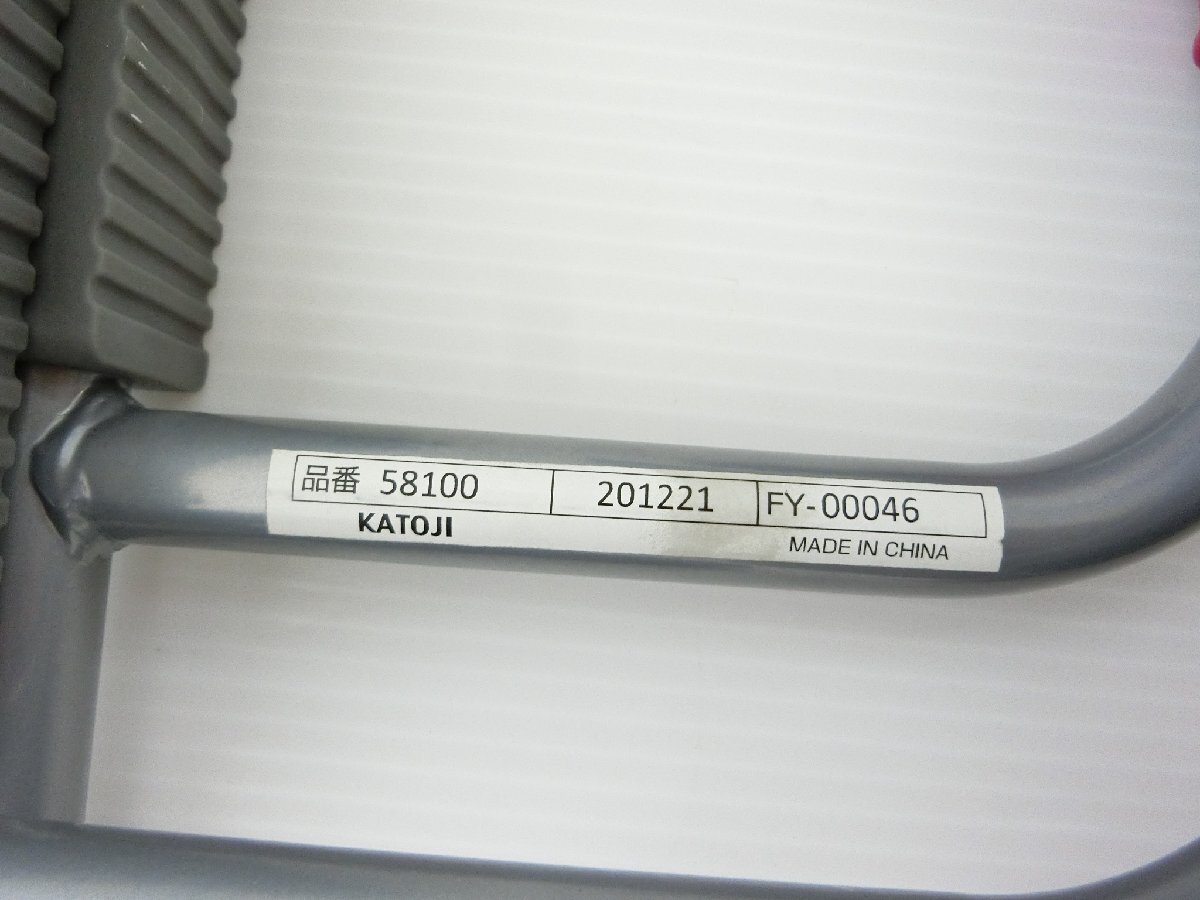 品番 58100 201221 FY-00046
KATOJI MADE IN CHINA